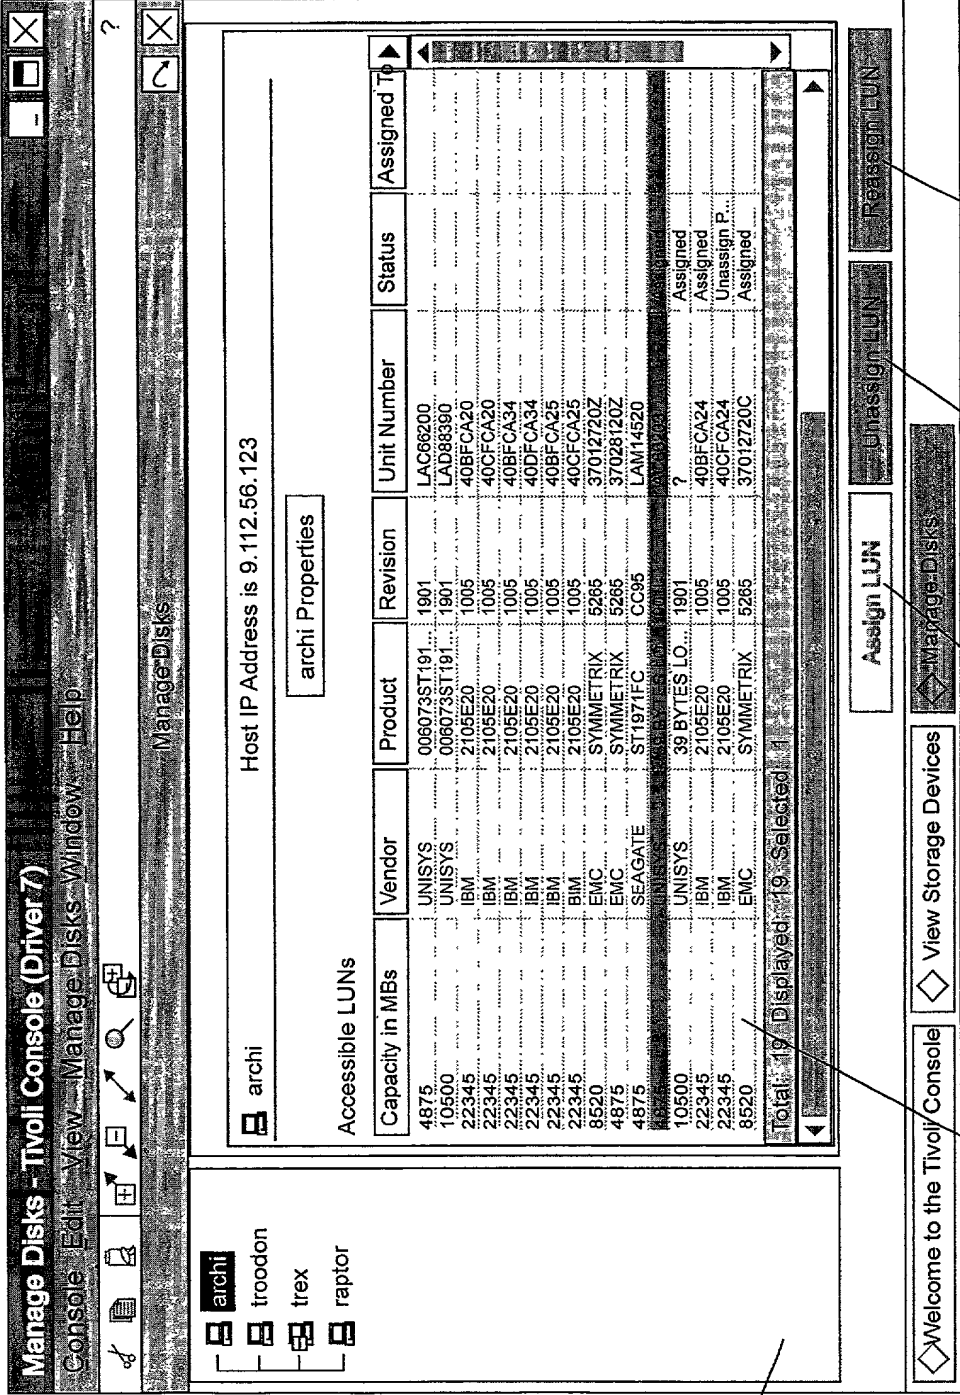 Manage Disks - Tivoli Console (Driver 7)
Console Edit View Manage Disks Window Help
?
Manage Disks
archi
troodon
trex
raptor
archi Host IP Address is 9.112.56.123
archi Properties
Accessible LUNs
Capacity in MBs Vendor Product Revision Unit Number Status Assigned To
4875 UNISYS 006073ST191... 1901 LAC66200
10500 UNISYS 006073ST191... 1901 LAD88390
22345 IBM 2105E20 1005 40BFCA20
22345 IBM 2105E20 1005 40CFCA20
22345 IBM 2105E20 1005 40BFCA34
22345 IBM 2105E20 1005 40DFCA34
22345 IBM 2105E20 1005 40BFCA25
22345 BIM 2105E20 1005 40CFCA25
8520 EMC SYMMETRIX 5265 37012720Z
4875 EMC SYMMETRIX 5265 37028120Z
4875 SEAGATE ST1971FC CC95 LAM14520
10500 UNISYS 39 BYTES LO... 1901 ? Assigned
22345 IBM 2105E20 1005 40BFCA24 Assigned
22345 IBM 2105E20 1005 40CFCA24 Unassign P...
8520 EMC SYMMETRIX 5265 37012720C Assigned
Total: 19 Displayed: 19 Selected: 1
Assign LUN Unassign LUN Reassign LUN
Welcome to the Tivoli Console View Storage Devices Manage Disks